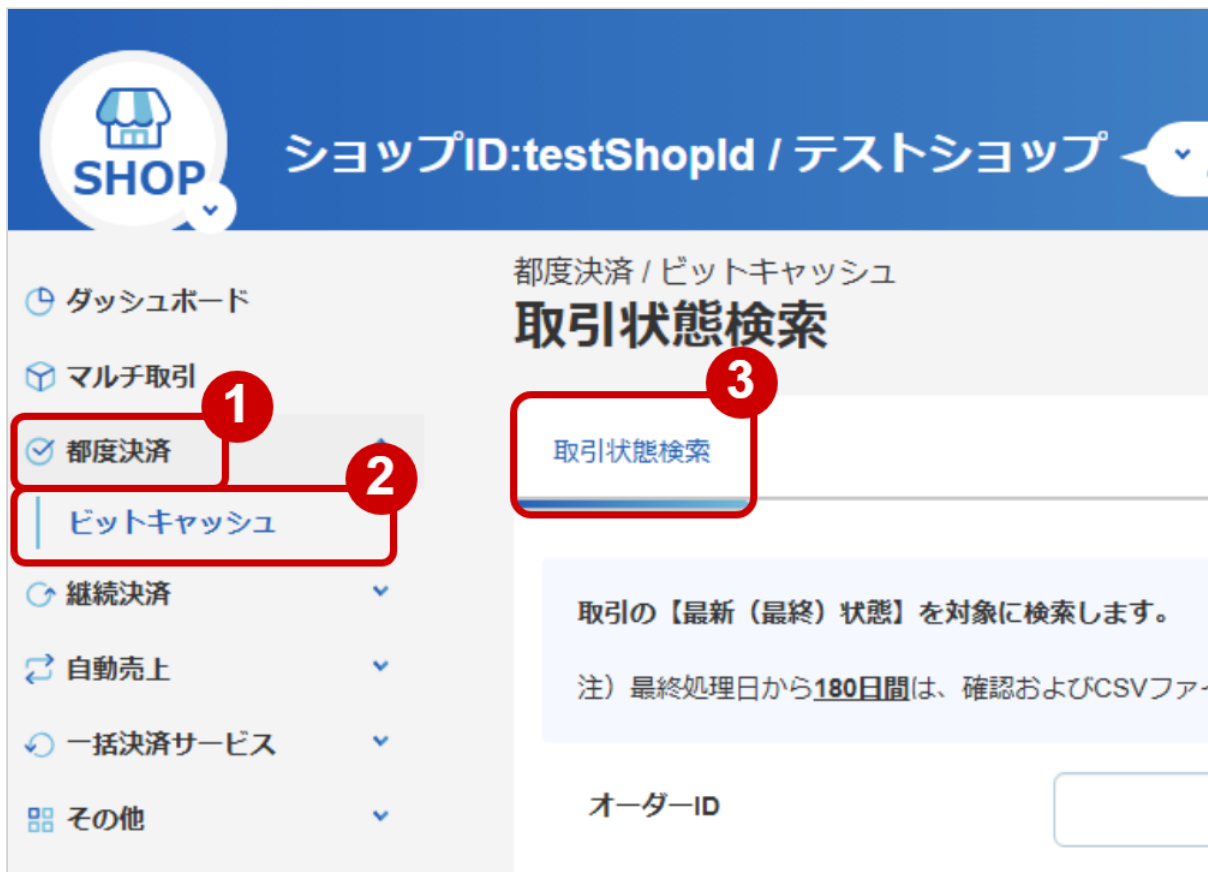 SHOP
ショップID:testShopId / テストショップ
ダッシュボード
マルチ取引
1
都度決済
2
ビットキャッシュ
継続決済
自動売上
一括決済サービス
その他
都度決済 / ビットキャッシュ
取引状態検索
3
取引状態検索
取引の【最新（最終）状態】を対象に検索します。
注）最終処理日から180日間は、確認およびCSVファイ
オーダーID